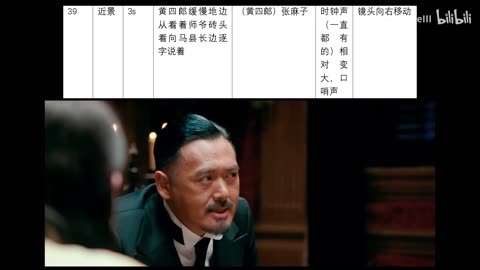 39 近景 3s 黄四郎缓慢地边 （黄四郎）张麻子 时钟声 镜头向右移动
从看着师爷砖头 （一直
看向马县长边逐 都有
字说着 的）相
对变
大、口
哨声
elll bilibili